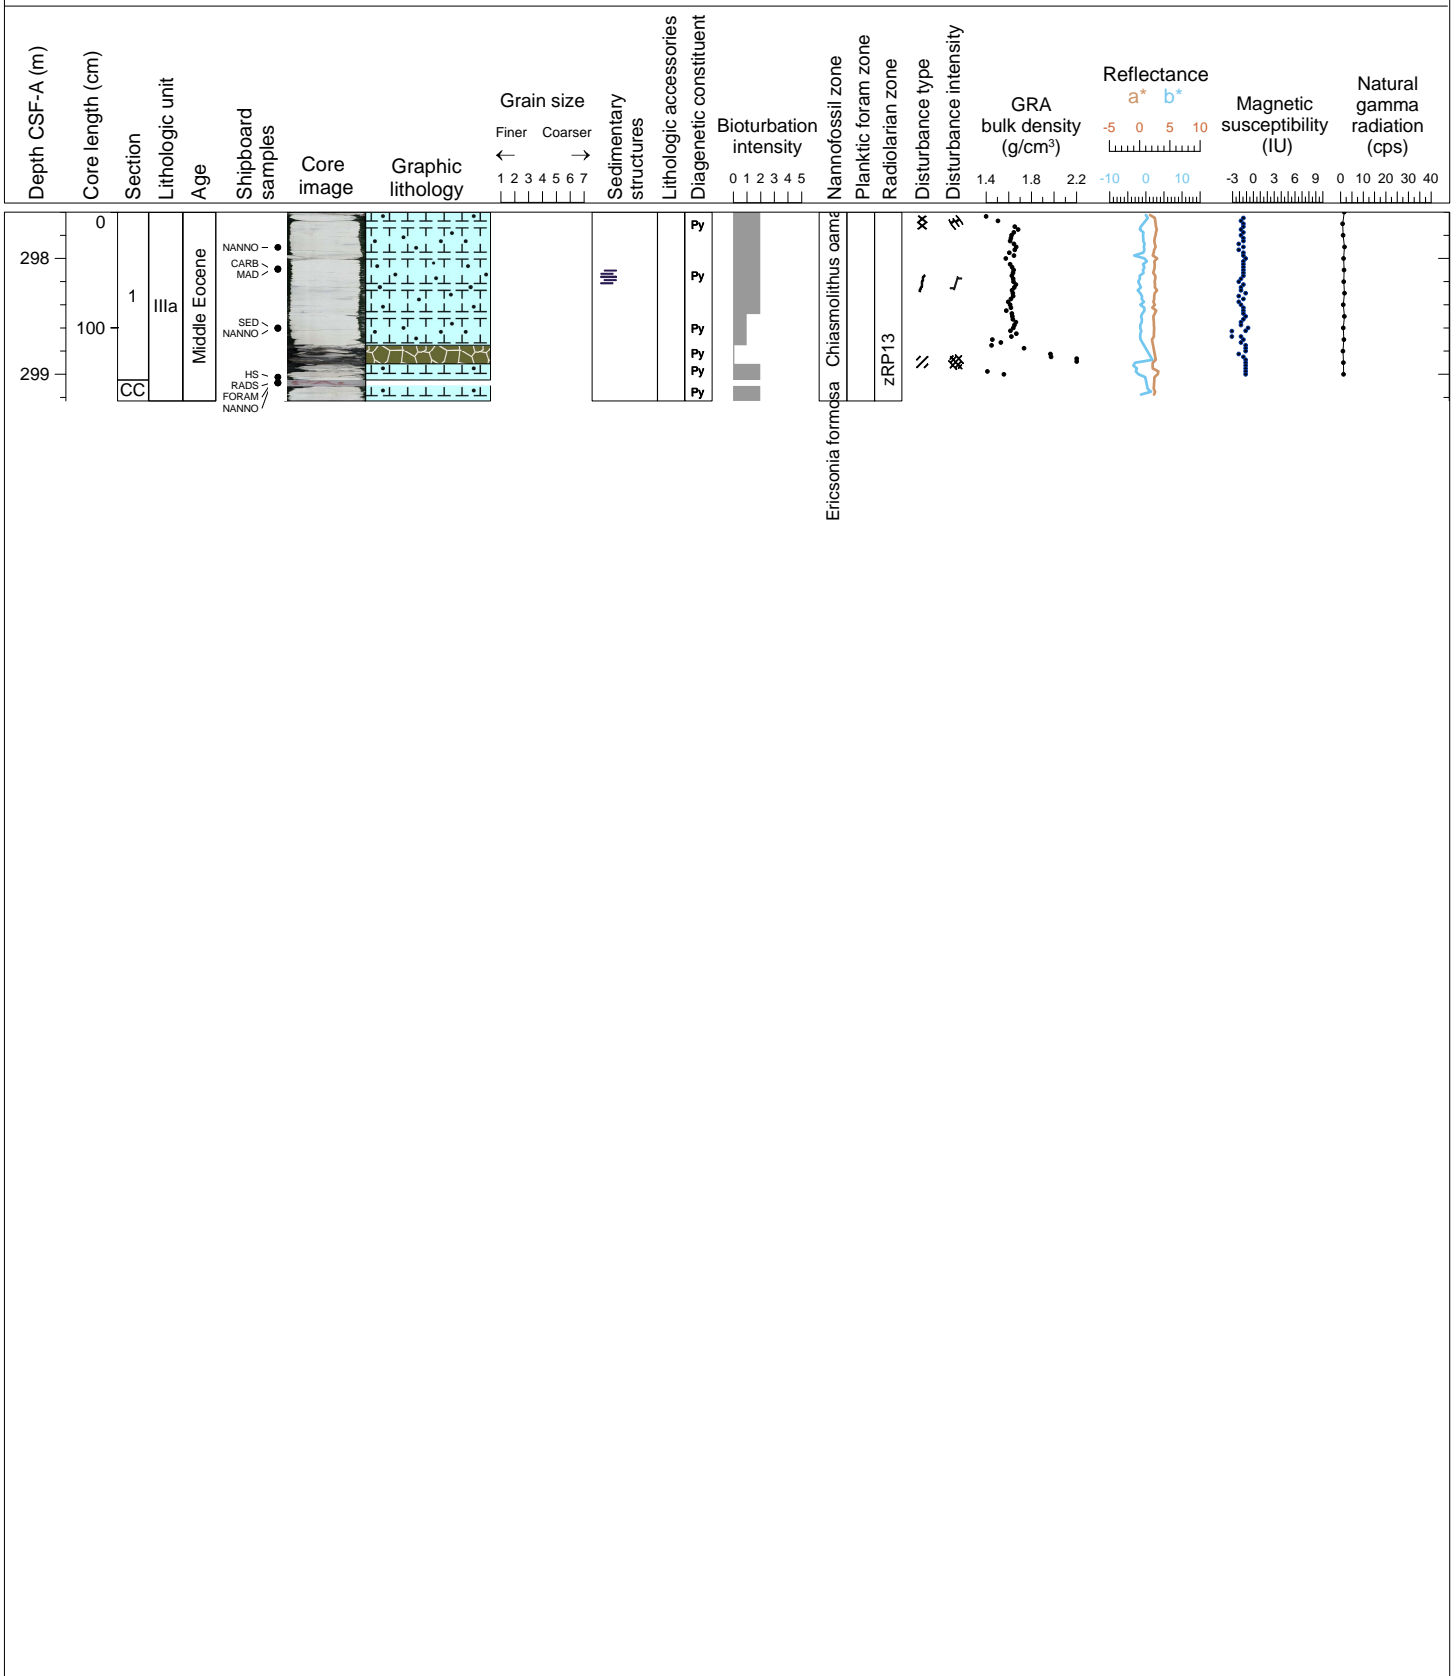 Depth CSF-A (m)
Core length (cm)
Section
Lithologic unit
Age
Shipboard
samples
Core
image
Graphic
lithology
Grain size
Finer Coarser
← →
1 2 3 4 5 6 7
Sedimentary
structures
Lithologic accessories
Diagenetic constituent
Bioturbation
intensity
0 1 2 3 4 5
Nannofossil zone
Planktic foram zone
Radiolarian zone
Disturbance type
Disturbance intensity
GRA
bulk density
(g/cm³)
1.4 1.8 2.2
Reflectance
a* b*
-5 0 5 10
-10 0 10
Magnetic
susceptibility
(IU)
-3 0 3 6 9
Natural
gamma
radiation
(cps)
0 10 20 30 40
298
299
0
100
1
CC
IIIa
Middle Eocene
NANNO
CARB
MAD
SED
NANNO
HS
RADS
FORAM
NANNO
Py
Py
Py
Py
Py
Py
Ericsonia formosa
Chiasmolithus oama
zRP13